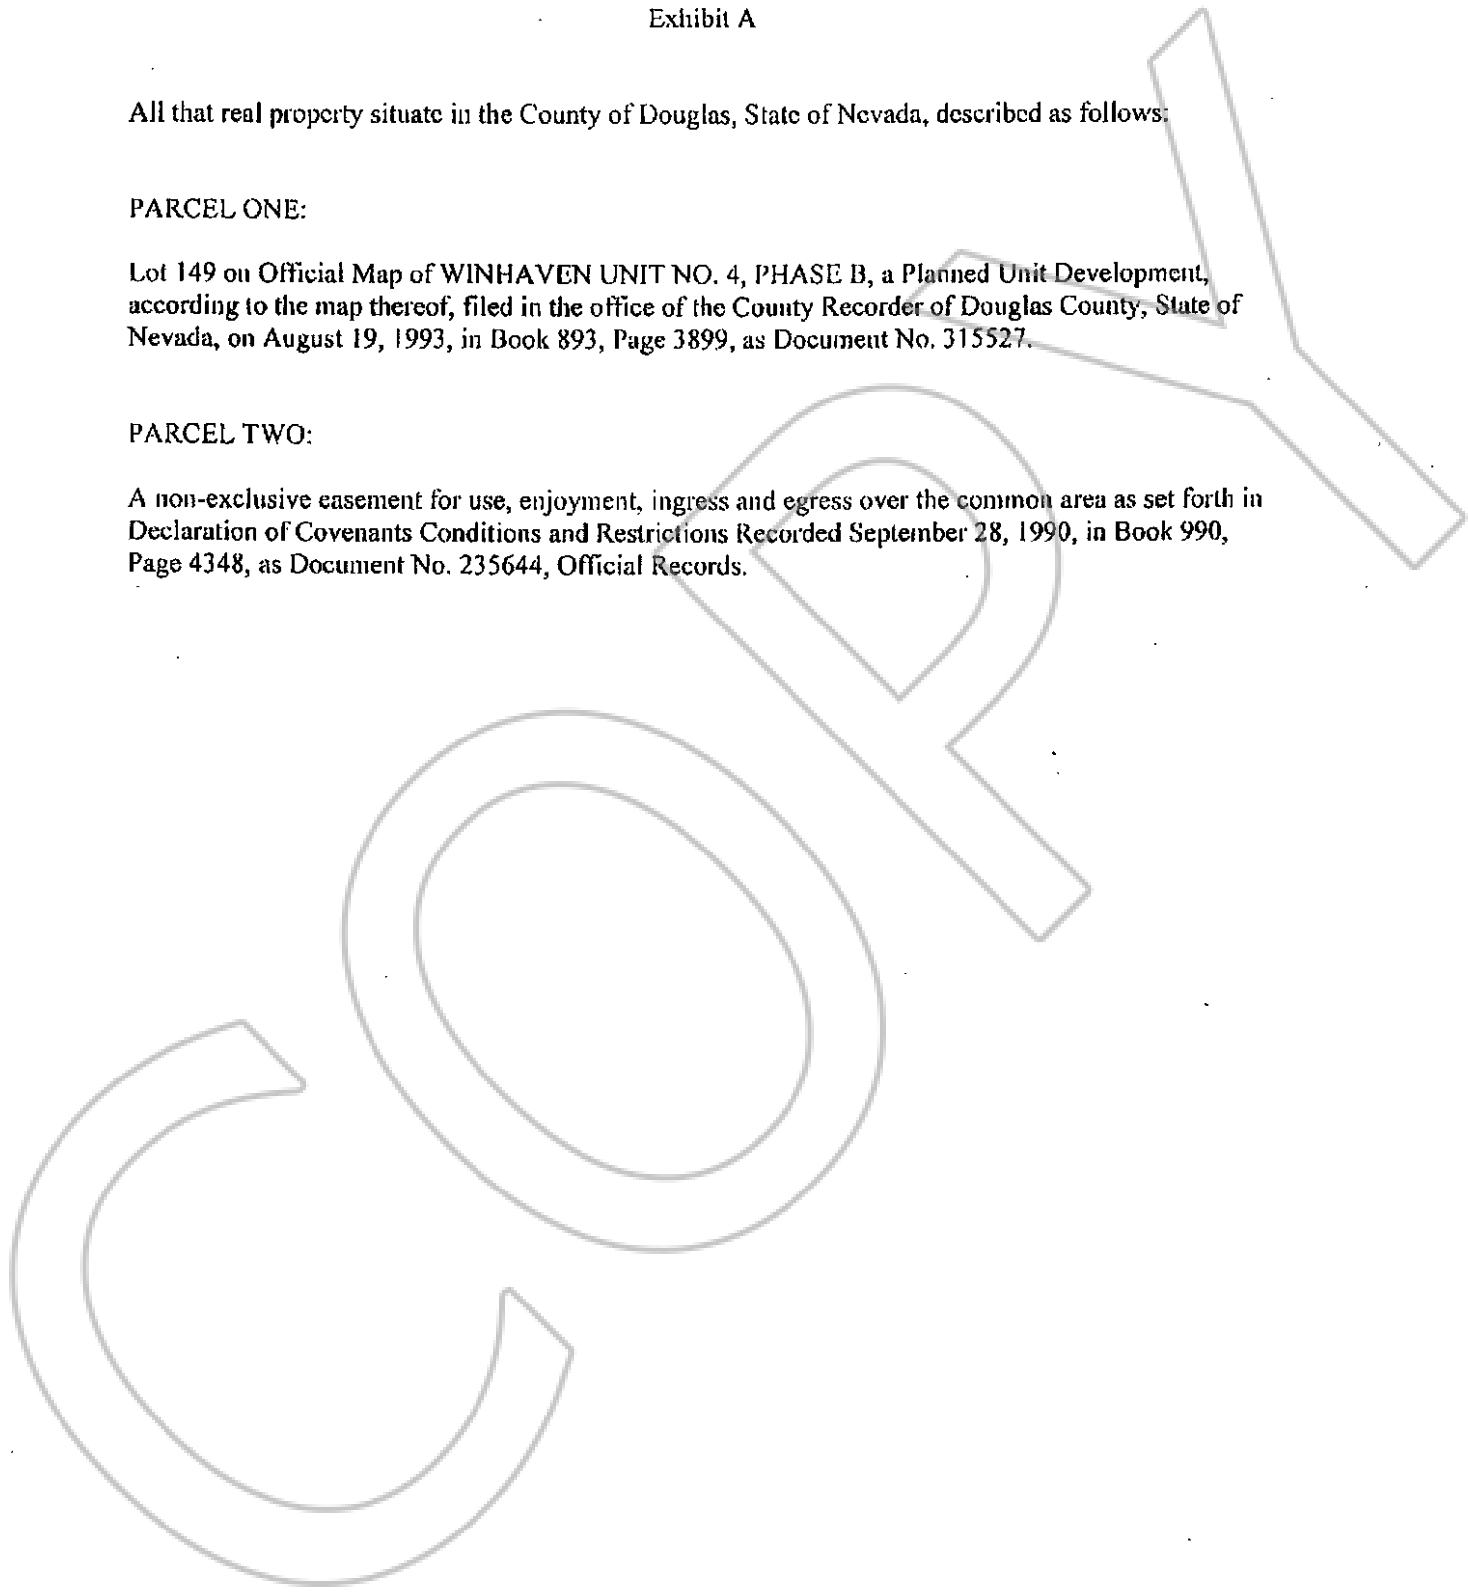 Exhibit A
All that real property situate in the County of Douglas, State of Nevada, described as follows:
PARCEL ONE:
Lot 149 on Official Map of WINHAVEN UNIT NO. 4, PHASE B, a Planned Unit Development,
according to the map thereof, filed in the office of the County Recorder of Douglas County, State of
Nevada, on August 19, 1993, in Book 893, Page 3899, as Document No. 315527.
PARCEL TWO:
A non-exclusive easement for use, enjoyment, ingress and egress over the common area as set forth in
Declaration of Covenants Conditions and Restrictions Recorded September 28, 1990, in Book 990,
Page 4348, as Document No. 235644, Official Records.
COPY